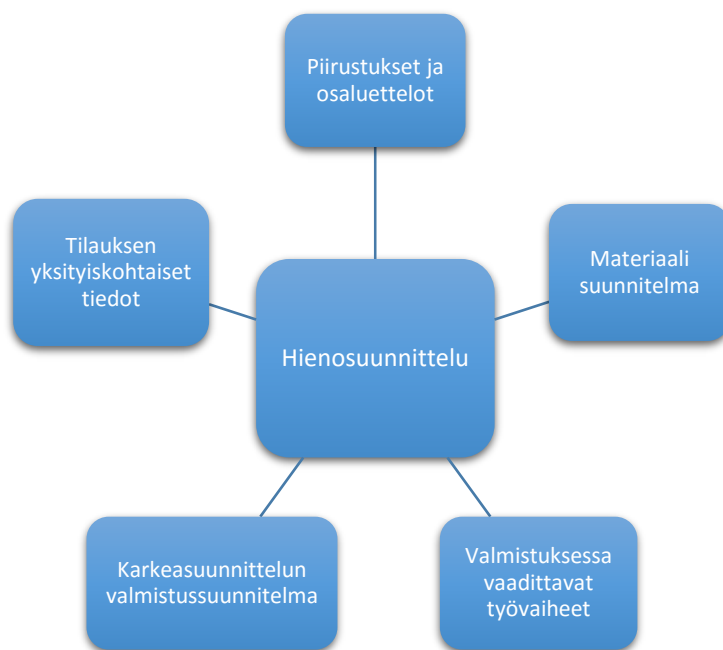 Piirustukset ja
osaluettelot
Tilauksen
yksityiskohtaiset
tiedot
Materiaali
suunnitelma
Hienosuunnittelu
Karkeasuunnittelun
valmistussuunnitelma
Valmistuksessa
vaadittavat
työvaiheet